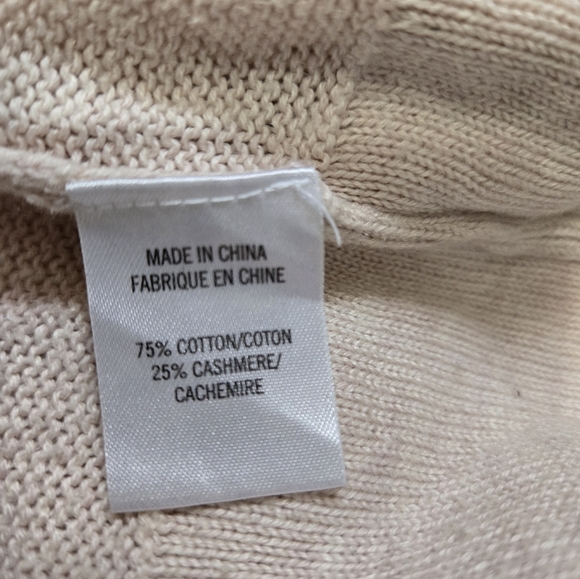 MADE IN CHINA
FABRIQUE EN CHINE
75% COTTON/COTON
25% CASHMERE/
CACHEMIRE